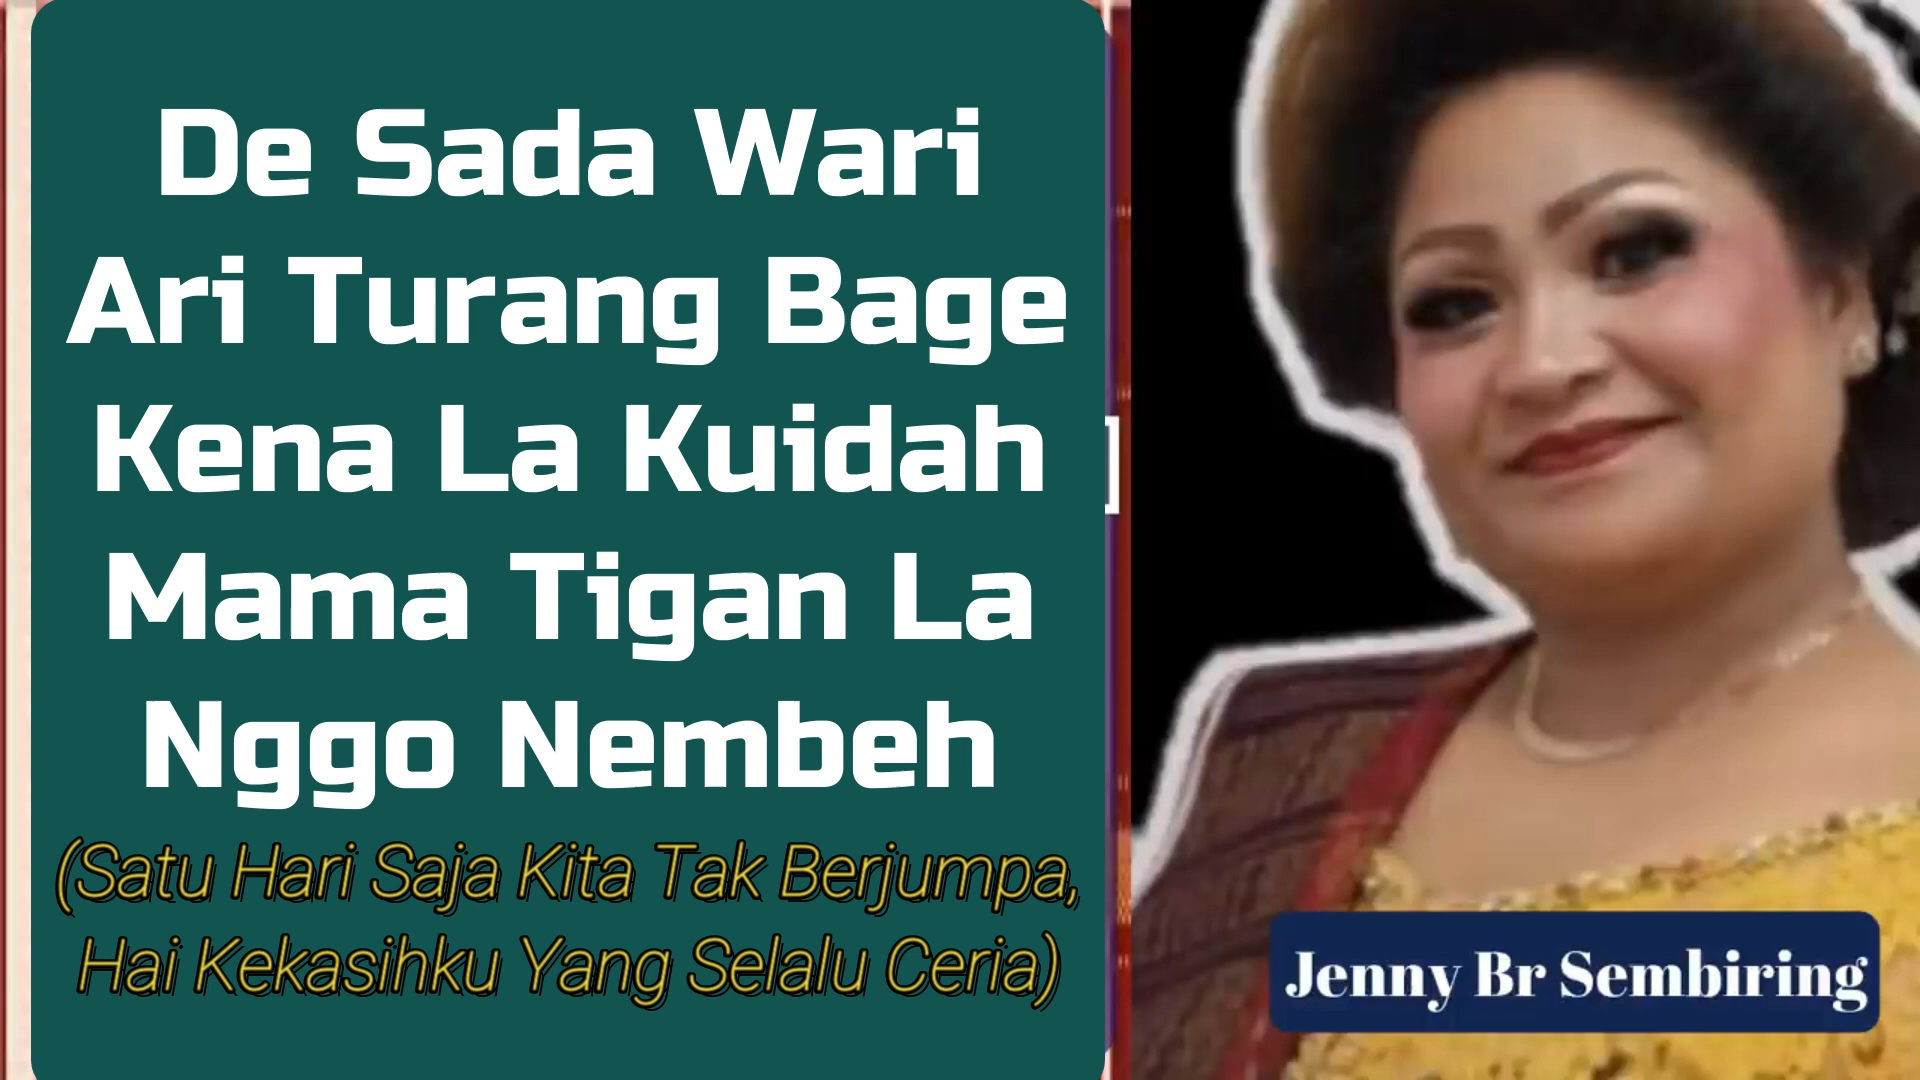 De Sada Wari
Ari Turang Bage
Kena La Kuidah
Mama Tigan La
Nggo Nembeh
(Satu Hari Saja Kita Tak Berjumpa,
Hai Kekasihku Yang Selalu Ceria)
Jenny Br Sembiring